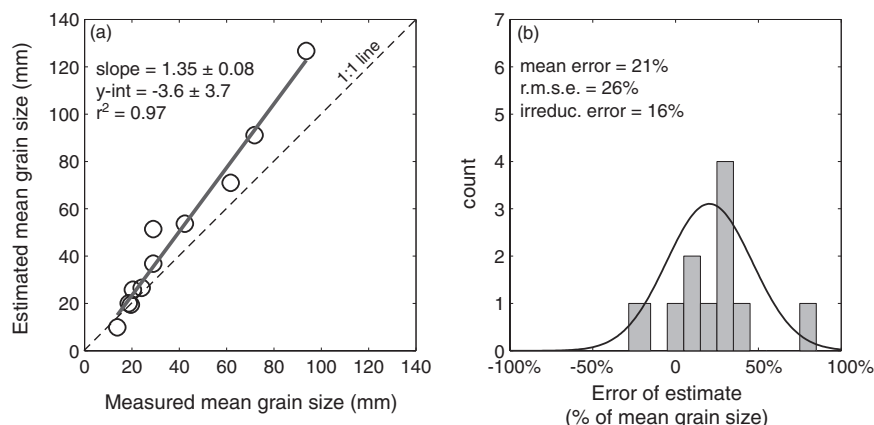 140
120
100
80
60
40
20
0
Estimated mean grain size (mm)
(a)
slope = 1.35 ± 0.08
y-int = -3.6 ± 3.7
r² = 0.97
1:1 line
0 20 40 60 80 100 120 140
Measured mean grain size (mm)
7
6
5
4
3
2
1
0
count
(b)
mean error = 21%
r.m.s.e. = 26%
irreduc. error = 16%
-100% -50% 0 50% 100%
Error of estimate
(% of mean grain size)